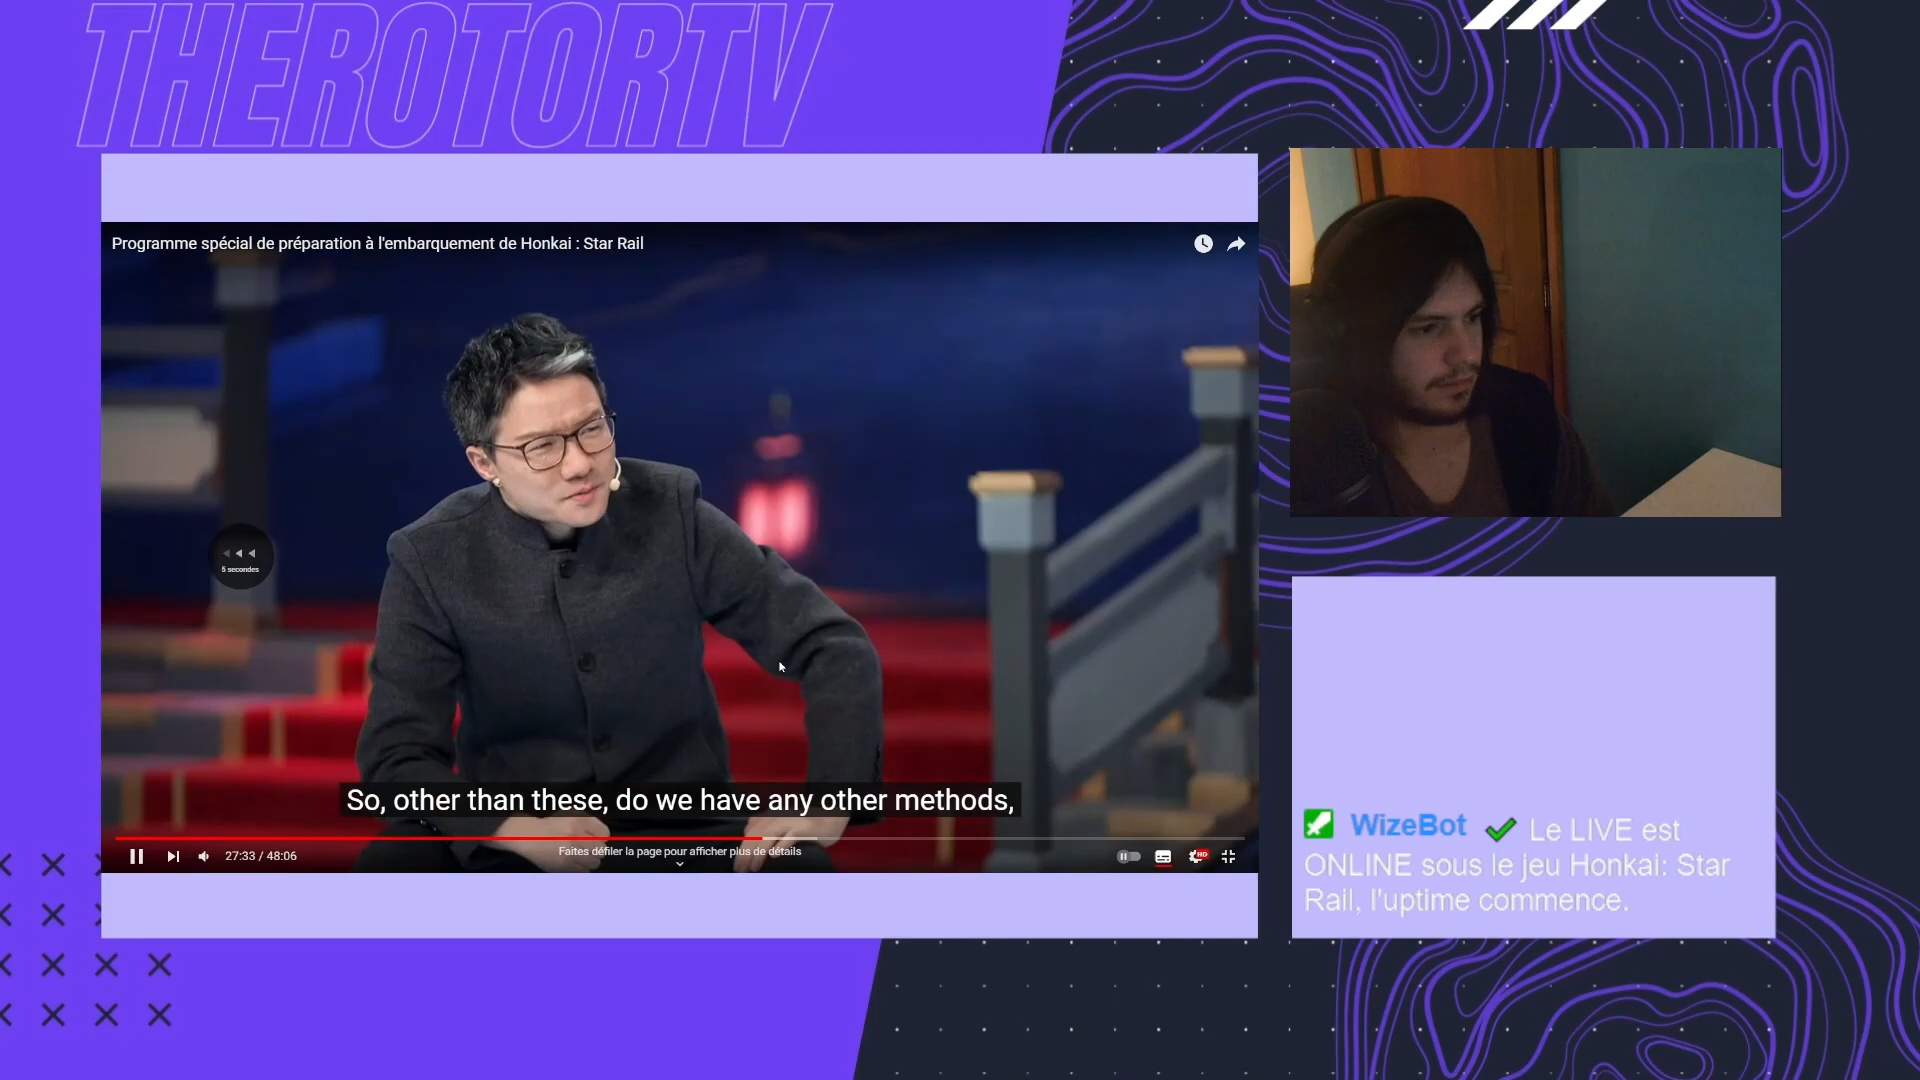 THEROTORTV
Programme spécial de préparation à l'embarquement de Honkai : Star Rail
5 secondes
So, other than these, do we have any other methods,
27:33 / 48:06
Faites défiler la page pour afficher plus de détails
HD
WizeBot Le LIVE est
ONLINE sous le jeu Honkai: Star
Rail, l'uptime commence.